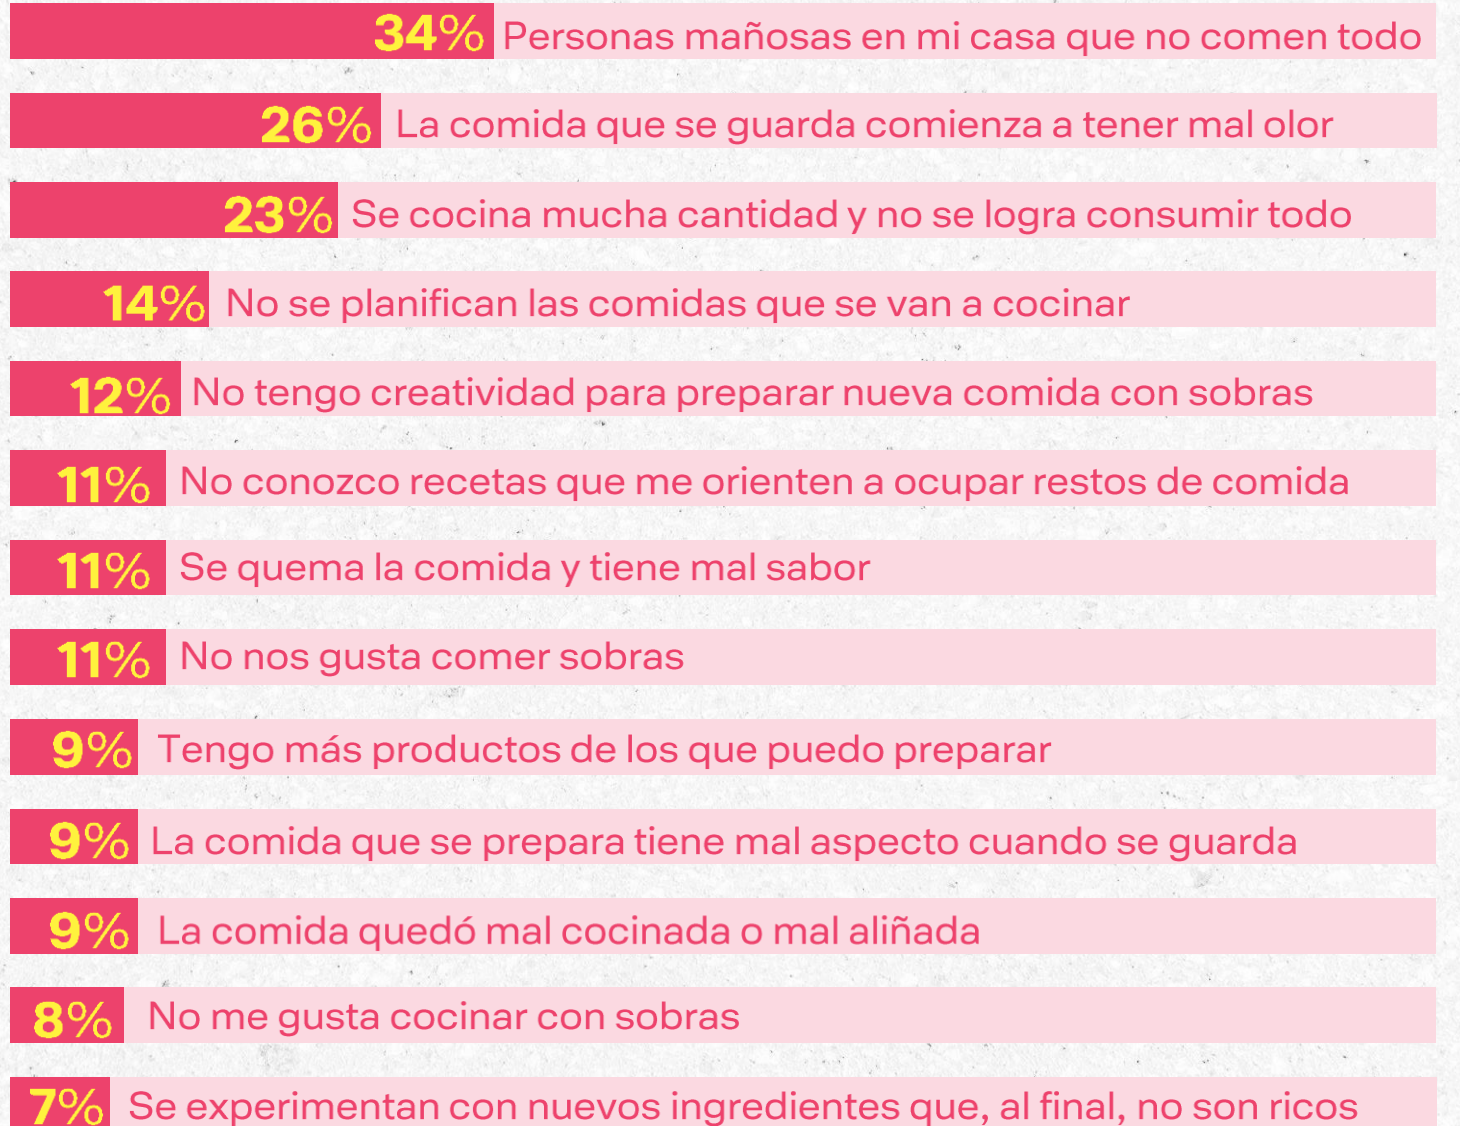 34% Personas mañosas en mi casa que no comen todo
26% La comida que se guarda comienza a tener mal olor
23% Se cocina mucha cantidad y no se logra consumir todo
14% No se planifican las comidas que se van a cocinar
12% No tengo creatividad para preparar nueva comida con sobras
11% No conozco recetas que me orienten a ocupar restos de comida
11% Se quema la comida y tiene mal sabor
11% No nos gusta comer sobras
9% Tengo más productos de los que puedo preparar
9% La comida que se prepara tiene mal aspecto cuando se guarda
9% La comida quedó mal cocinada o mal aliñada
8% No me gusta cocinar con sobras
7% Se experimentan con nuevos ingredientes que, al final, no son ricos